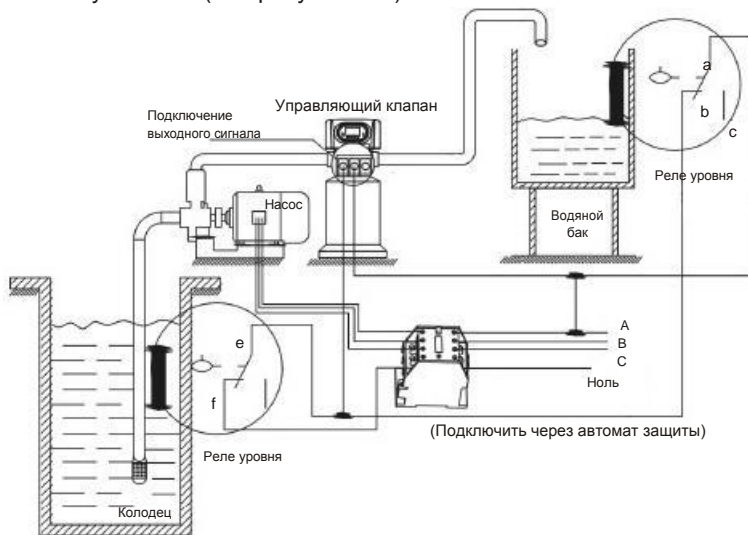 Подключение
выходного сигнала
Управляющий клапан
a
b
c
Реле уровня
Насос
Водяной
бак
A
B
C
Ноль
e
f
(Подключить через автомат защиты)
Реле уровня
Колодец